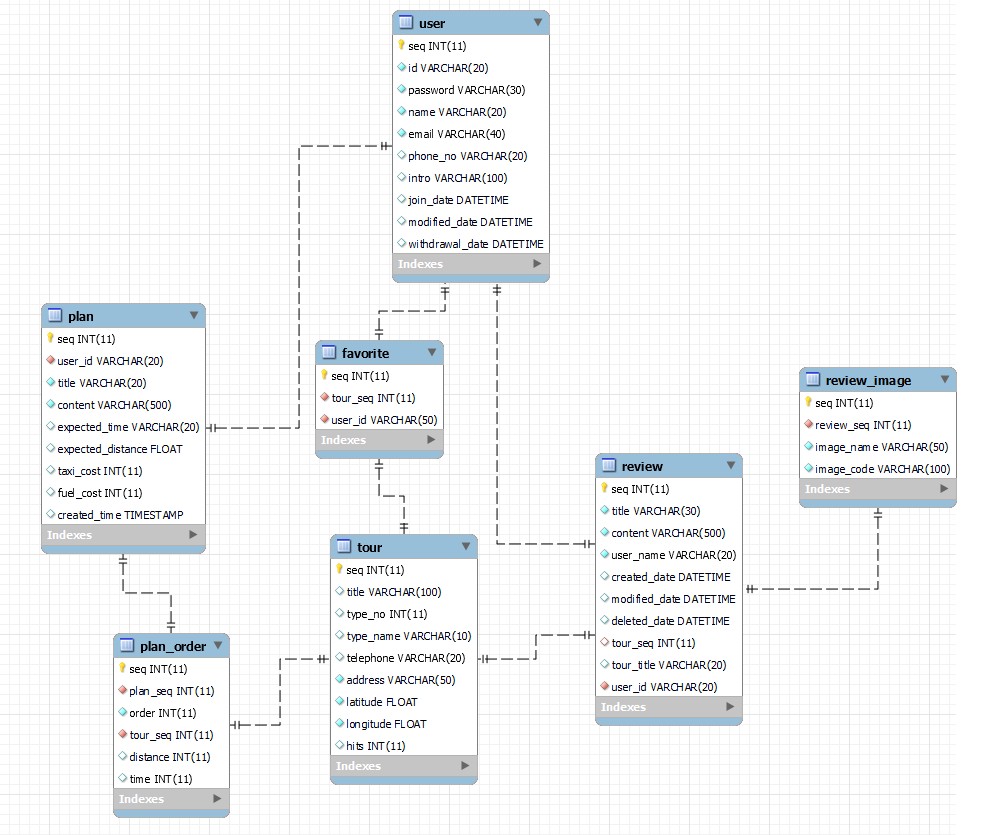 user
seq INT(11)
id VARCHAR(20)
password VARCHAR(30)
name VARCHAR(20)
email VARCHAR(40)
phone_no VARCHAR(20)
intro VARCHAR(100)
join_date DATETIME
modified_date DATETIME
withdrawal_date DATETIME
Indexes
plan
seq INT(11)
user_id VARCHAR(20)
title VARCHAR(20)
content VARCHAR(500)
expected_time VARCHAR(20)
expected_distance FLOAT
taxi_cost INT(11)
fuel_cost INT(11)
created_time TIMESTAMP
Indexes
favorite
seq INT(11)
tour_seq INT(11)
user_id VARCHAR(50)
Indexes
review_image
seq INT(11)
review_seq INT(11)
image_name VARCHAR(50)
image_code VARCHAR(100)
Indexes
review
seq INT(11)
title VARCHAR(30)
content VARCHAR(500)
user_name VARCHAR(20)
created_date DATETIME
modified_date DATETIME
deleted_date DATETIME
tour_seq INT(11)
tour_title VARCHAR(20)
user_id VARCHAR(20)
Indexes
tour
seq INT(11)
title VARCHAR(100)
type_no INT(11)
type_name VARCHAR(10)
telephone VARCHAR(20)
address VARCHAR(50)
latitude FLOAT
longitude FLOAT
hits INT(11)
Indexes
plan_order
seq INT(11)
plan_seq INT(11)
order INT(11)
tour_seq INT(11)
distance INT(11)
time INT(11)
Indexes